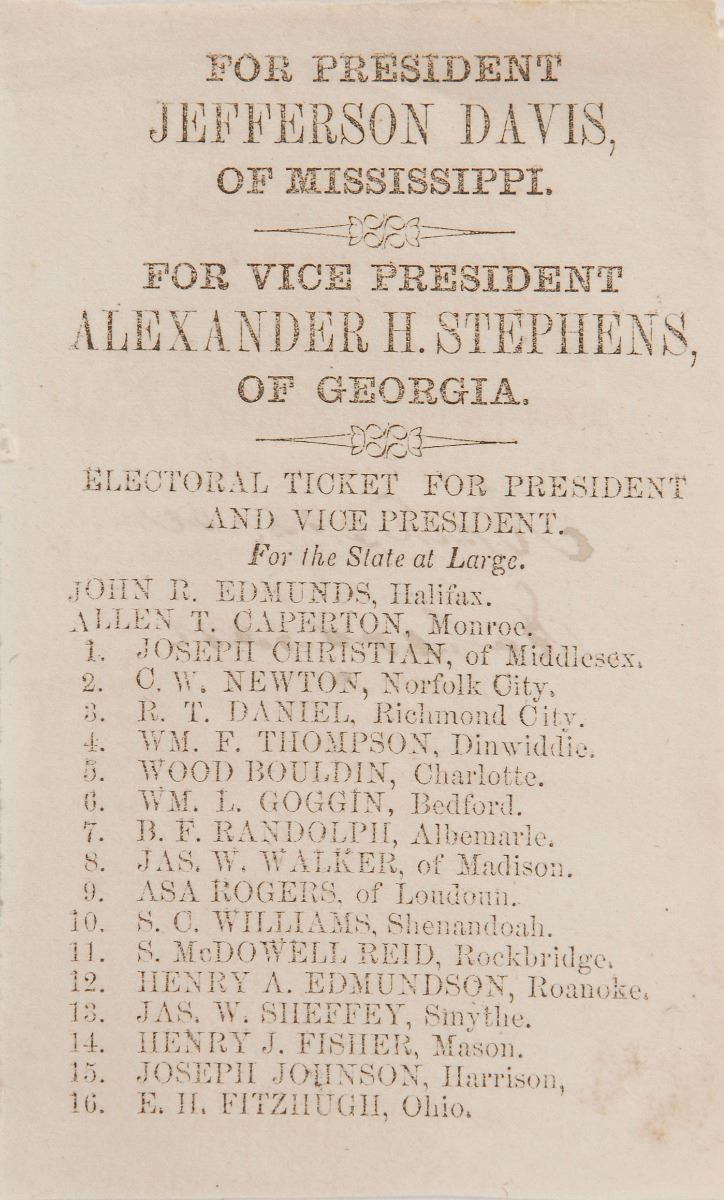 FOR PRESIDENT
JEFFERSON DAVIS,
OF MISSISSIPPI.
FOR VICE PRESIDENT
ALEXANDER H. STEPHENS,
OF GEORGIA.
ELECTORAL TICKET FOR PRESIDENT
AND VICE PRESIDENT.
For the State at Large.
JOHN R. EDMUNDS, Halifax.
ALLEN T. CAPERTON, Monroe.
1. JOSEPH CHRISTIAN, of Middlesex.
2. C. W. NEWTON, Norfolk City.
3. R. T. DANIEL, Richmond City.
4. WM. F. THOMPSON, Dinwiddie.
5. WOOD BOULDIN, Charlotte.
6. WM. L. GOGGIN, Bedford.
7. B. F. RANDOLPH, Albemarle.
8. JAS. W. WALKER, of Madison.
9. ASA ROGERS, of Loudoun.
10. S. C. WILLIAMS, Shenandoah.
11. S. McDOWELL REID, Rockbridge.
12. HENRY A. EDMUNDSON, Roanoke.
13. JAS. W. SHEFFEY, Smythe.
14. HENRY J. FISHER, Mason.
15. JOSEPH JOHNSON, Harrison,
16. E. H. FITZHUGH, Ohio.